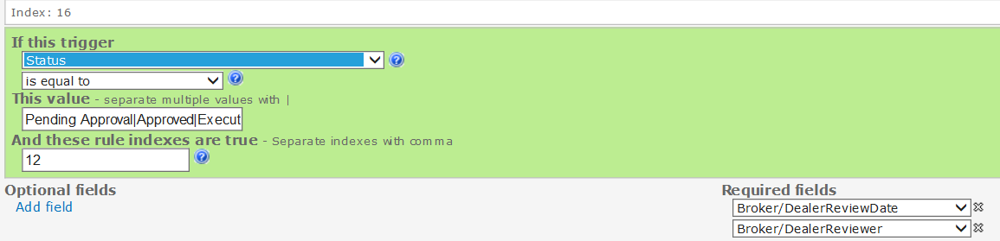 Index: 16
If this trigger
Status
is equal to
This value - separate multiple values with |
Pending Approval|Approved|Execut
And these rule indexes are true - Separate indexes with comma
12
Optional fields
Required fields
Add field
Broker/DealerReviewDate
Broker/DealerReviewer